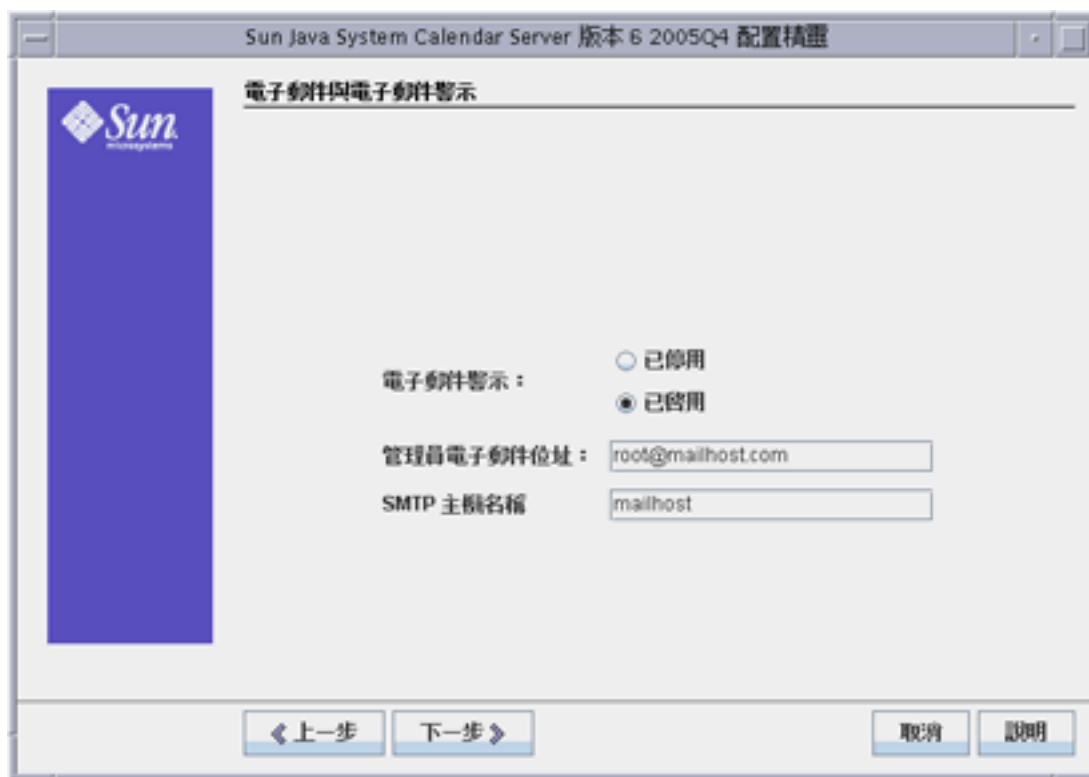 Sun Java System Calendar Server 版本 6 2005Q4 配置精靈
Sun
microsystems
電子郵件與電子郵件警示
電子郵件警示：
已停用
已啟用
管理員電子郵件位址：
root@mailhost.com
SMTP 主機名稱
mailhost
上一步
下一步
取消
說明